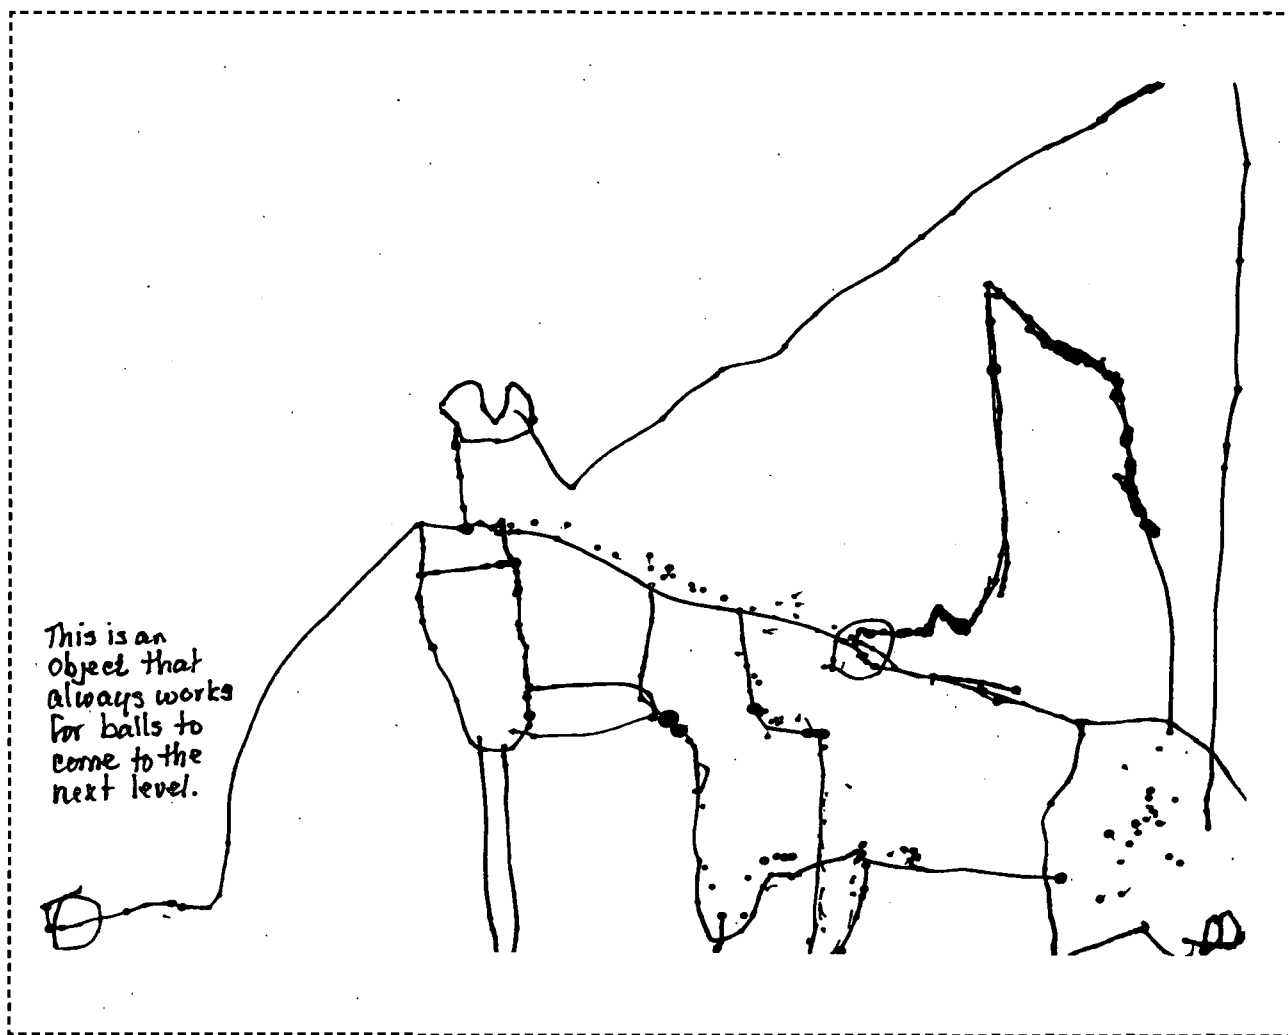 This is an
object that
always works
for balls to
come to the
next level.